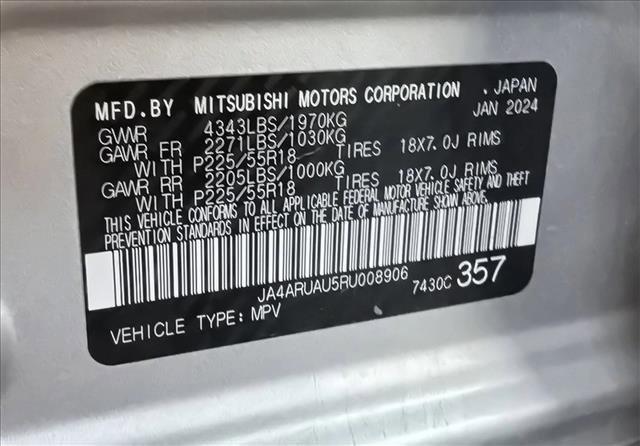 MFD.BY MITSUBISHI MOTORS CORPORATION . JAPAN
JAN 2024
GVWR 4343LBS/1970KG
GAWR FR 2271LBS/1030KG
WITH P225/55R18 TIRES 18X7.0J RIMS
GAWR RR 2205LBS/1000KG
WITH P225/55R18 TIRES 18X7.0J RIMS
THIS VEHICLE CONFORMS TO ALL APPLICABLE FEDERAL MOTOR VEHICLE SAFETY AND THEFT
PREVENTION STANDARDS IN EFFECT ON THE DATE OF MANUFACTURE SHOWN ABOVE.
JA4ARUAU5RU008906 7430C 357
VEHICLE TYPE: MPV